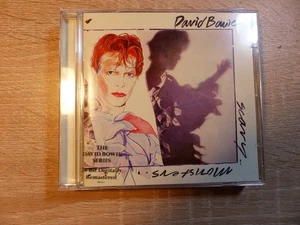 David Bowie
scary
monsters
THE
DAVID BOWIE
SERIES
Digitally
Remastered